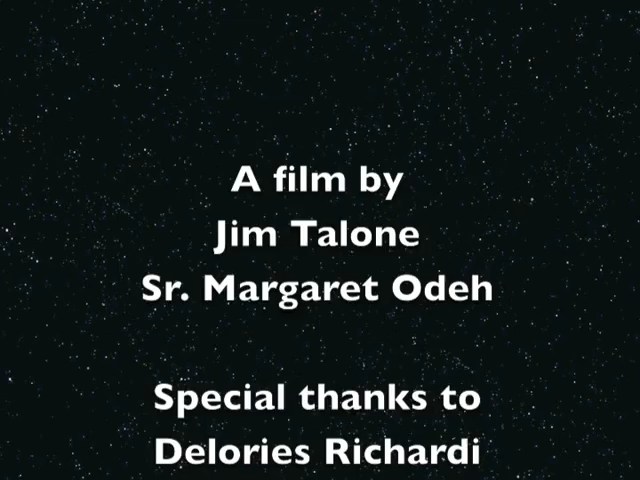 A film by
Jim Talone
Sr. Margaret Odeh
Special thanks to
Delories Richardi